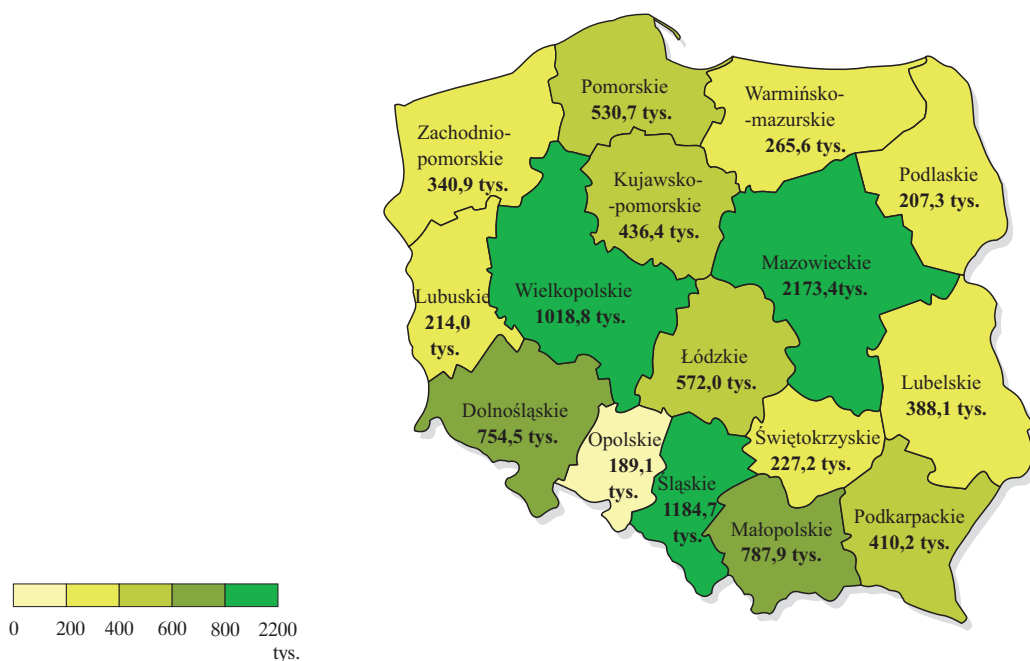 Pomorskie
530,7 tys.
Warmińsko-
-mazurskie
265,6 tys.
Zachodnio-
pomorskie
340,9 tys.
Podlaskie
207,3 tys.
Kujawsko-
-pomorskie
436,4 tys.
Mazowieckie
2173,4tys.
Lubuskie
214,0
tys.
Wielkopolskie
1018,8 tys.
Łódzkie
572,0 tys.
Lubelskie
388,1 tys.
Dolnośląskie
754,5 tys.
Opolskie
189,1
tys.
Śląskie
1184,7
tys.
Świętokrzyskie
227,2 tys.
Małopolskie
787,9 tys.
Podkarpackie
410,2 tys.
0 200 400 600 800 2200
tys.